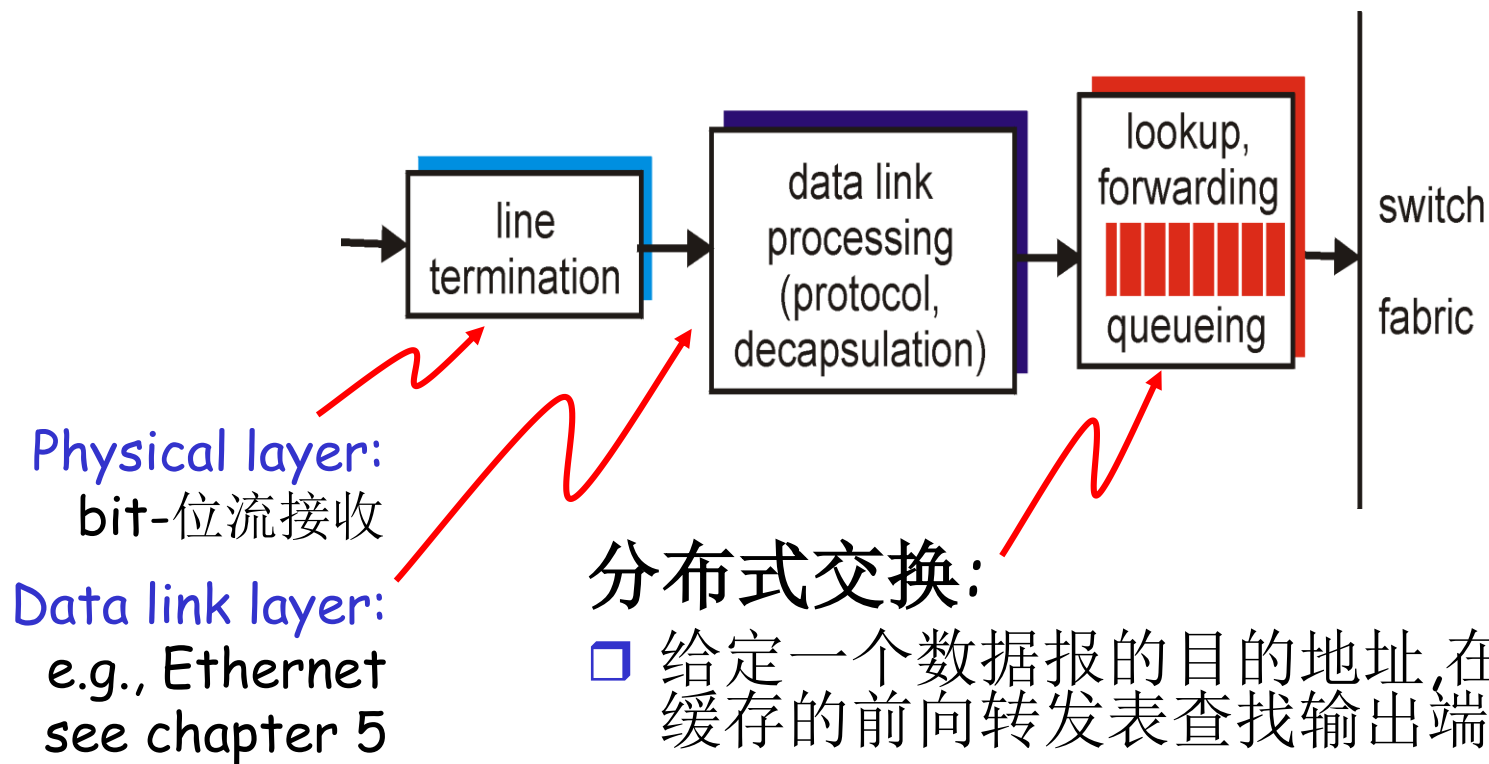 line
termination
data link
processing
(protocol,
decapsulation)
lookup,
forwarding
queueing
switch
fabric
Physical layer:
bit-位流接收
Data link layer:
e.g., Ethernet
see chapter 5
分布式交换:
给定一个数据报的目的地址,在
缓存的前向转发表查找输出端